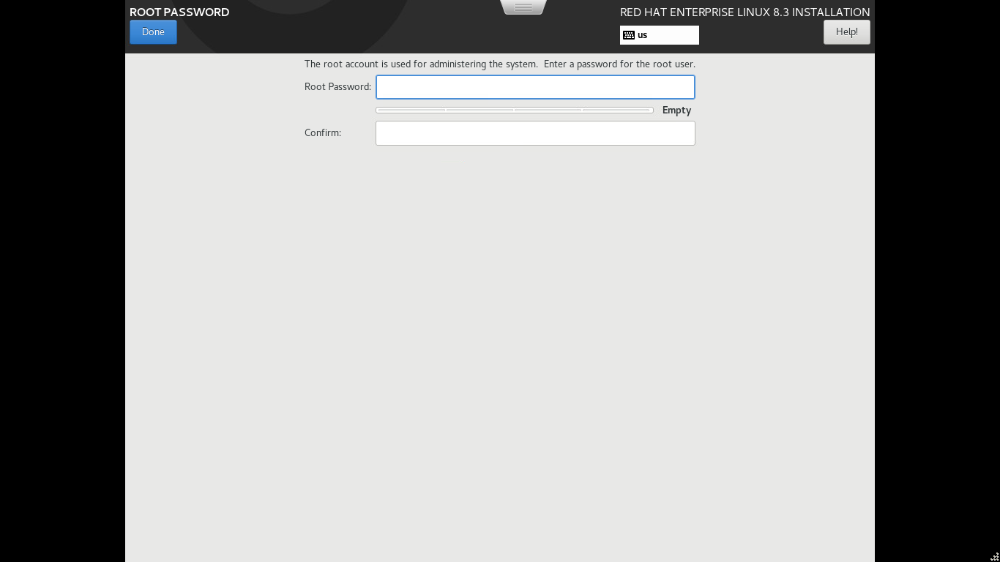 ROOT PASSWORD
RED HAT ENTERPRISE LINUX 8.3 INSTALLATION
Done
us
Help!
The root account is used for administering the system.  Enter a password for the root user.
Root Password:
Empty
Confirm: